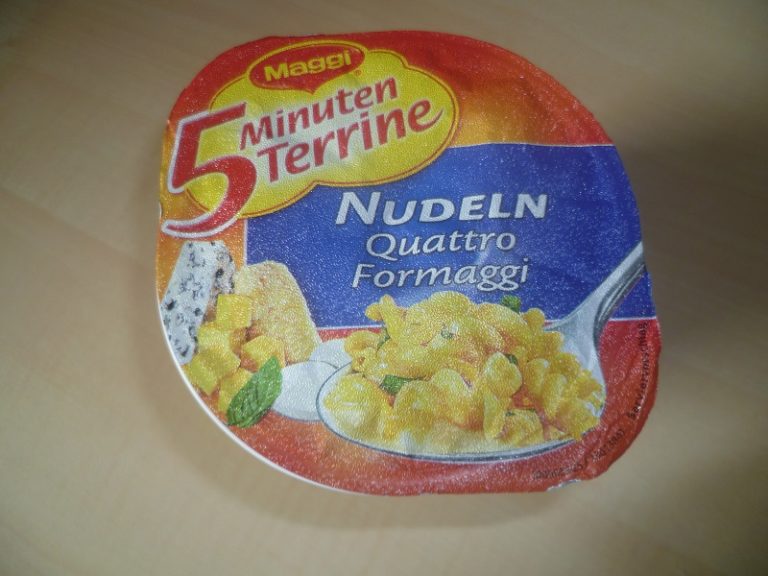 Maggi
5 Minuten
Terrine
Nudeln
Quattro
Formaggi